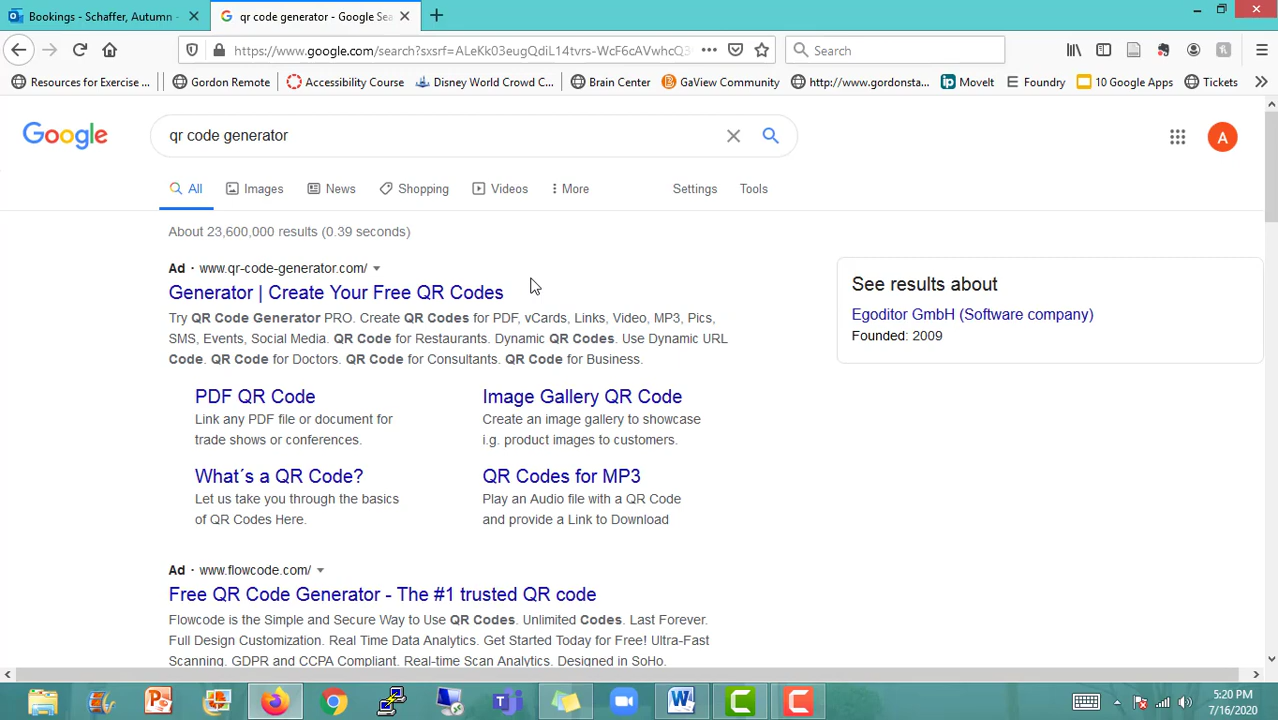 Bookings - Schaffer, Autumn -
qr code generator - Google Sea
https://www.google.com/search?sxsrf=ALeKk03eugQdiL14tvrs-WcF6cAVwhcQ3
Search
Resources for Exercise ...
Gordon Remote
Accessibility Course
Disney World Crowd C...
Brain Center
GaView Community
http://www.gordonsta...
MoveIt
Foundry
10 Google Apps
Tickets
Google
qr code generator
A
All
Images
News
Shopping
Videos
More
Settings
Tools
About 23,600,000 results (0.39 seconds)
Ad · www.qr-code-generator.com/
Generator | Create Your Free QR Codes
Try QR Code Generator PRO. Create QR Codes for PDF, vCards, Links, Video, MP3, Pics,
SMS, Events, Social Media. QR Code for Restaurants. Dynamic QR Codes. Use Dynamic URL
Code. QR Code for Doctors. QR Code for Consultants. QR Code for Business.
PDF QR Code
Link any PDF file or document for
trade shows or conferences.
Image Gallery QR Code
Create an image gallery to showcase
i.g. product images to customers.
What´s a QR Code?
Let us take you through the basics
of QR Codes Here.
QR Codes for MP3
Play an Audio file with a QR Code
and provide a Link to Download
See results about
Egoditor GmbH (Software company)
Founded: 2009
Ad · www.flowcode.com/
Free QR Code Generator - The #1 trusted QR code
Flowcode is the Simple and Secure Way to Use QR Codes. Unlimited Codes. Last Forever.
Full Design Customization. Real Time Data Analytics. Get Started Today for Free! Ultra-Fast
Scanning. GDPR and CCPA Compliant. Real-time Scan Analytics. Designed in SoHo.
5:20 PM
7/16/2020